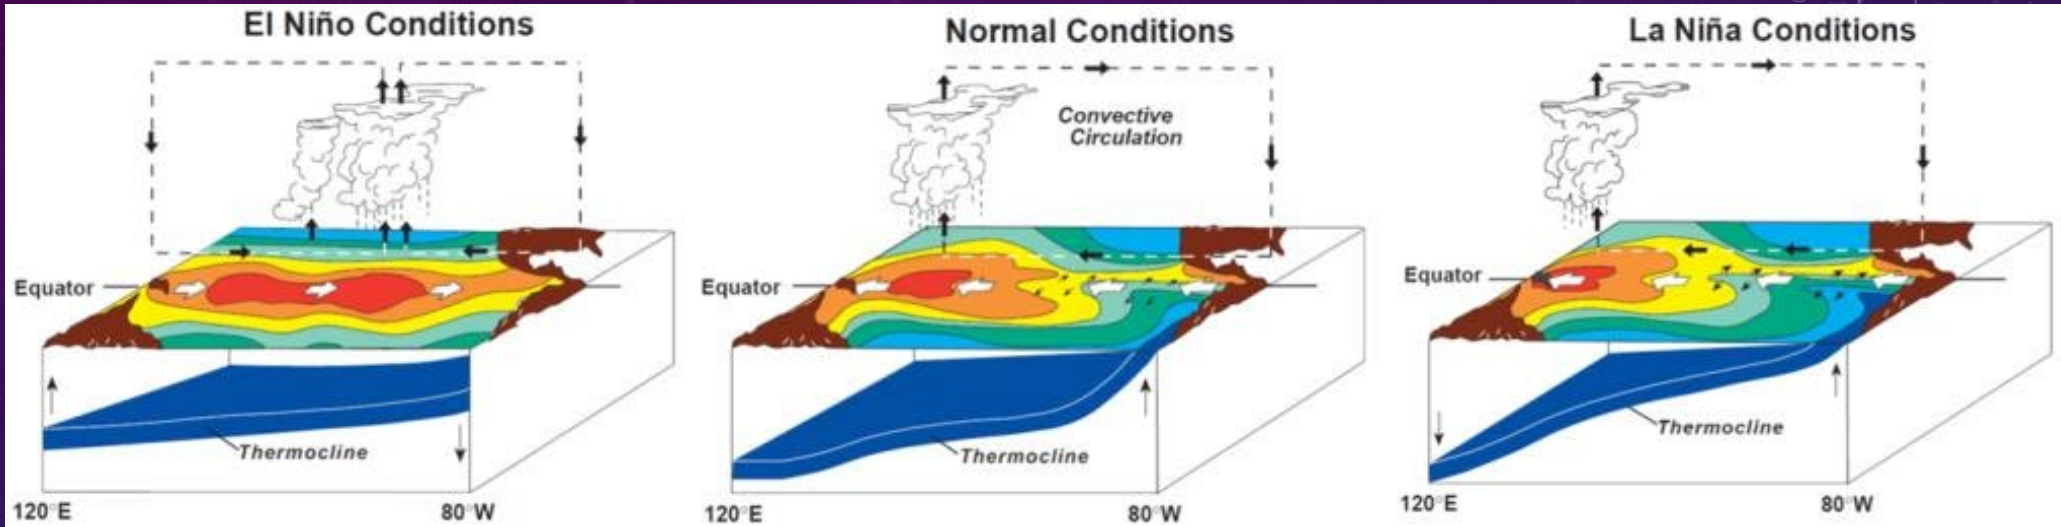 El Niño Conditions
Equator
Thermocline
120°E
80°W
Normal Conditions
Convective
Circulation
Equator
Thermocline
120°E
80°W
La Niña Conditions
Equator
Thermocline
120°E
80°W